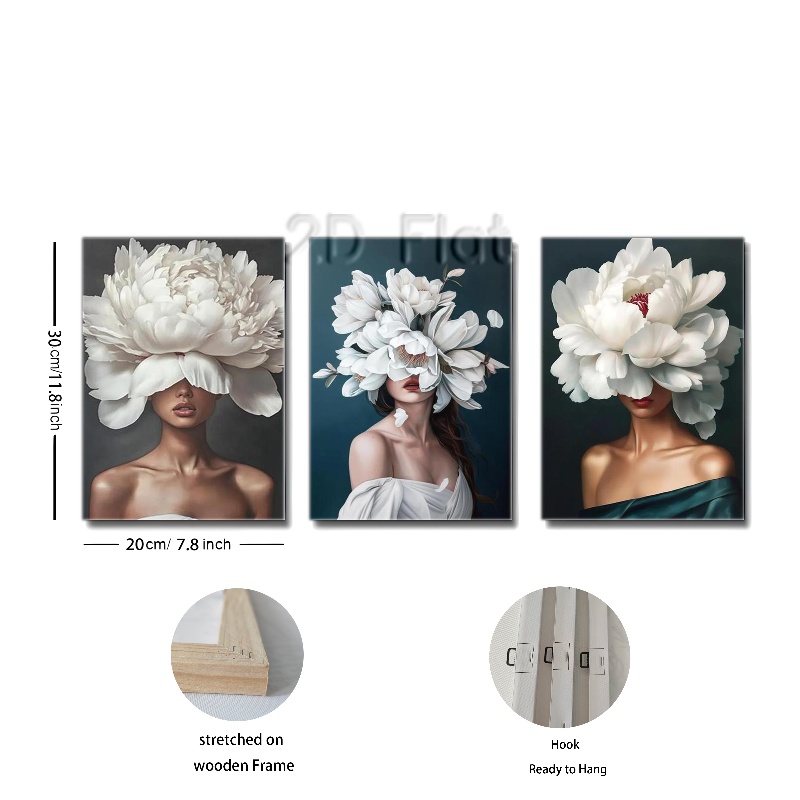 2D Flat
30cm/11.8inch
20cm/ 7.8 inch
stretched on
wooden Frame
Hook
Ready to Hang